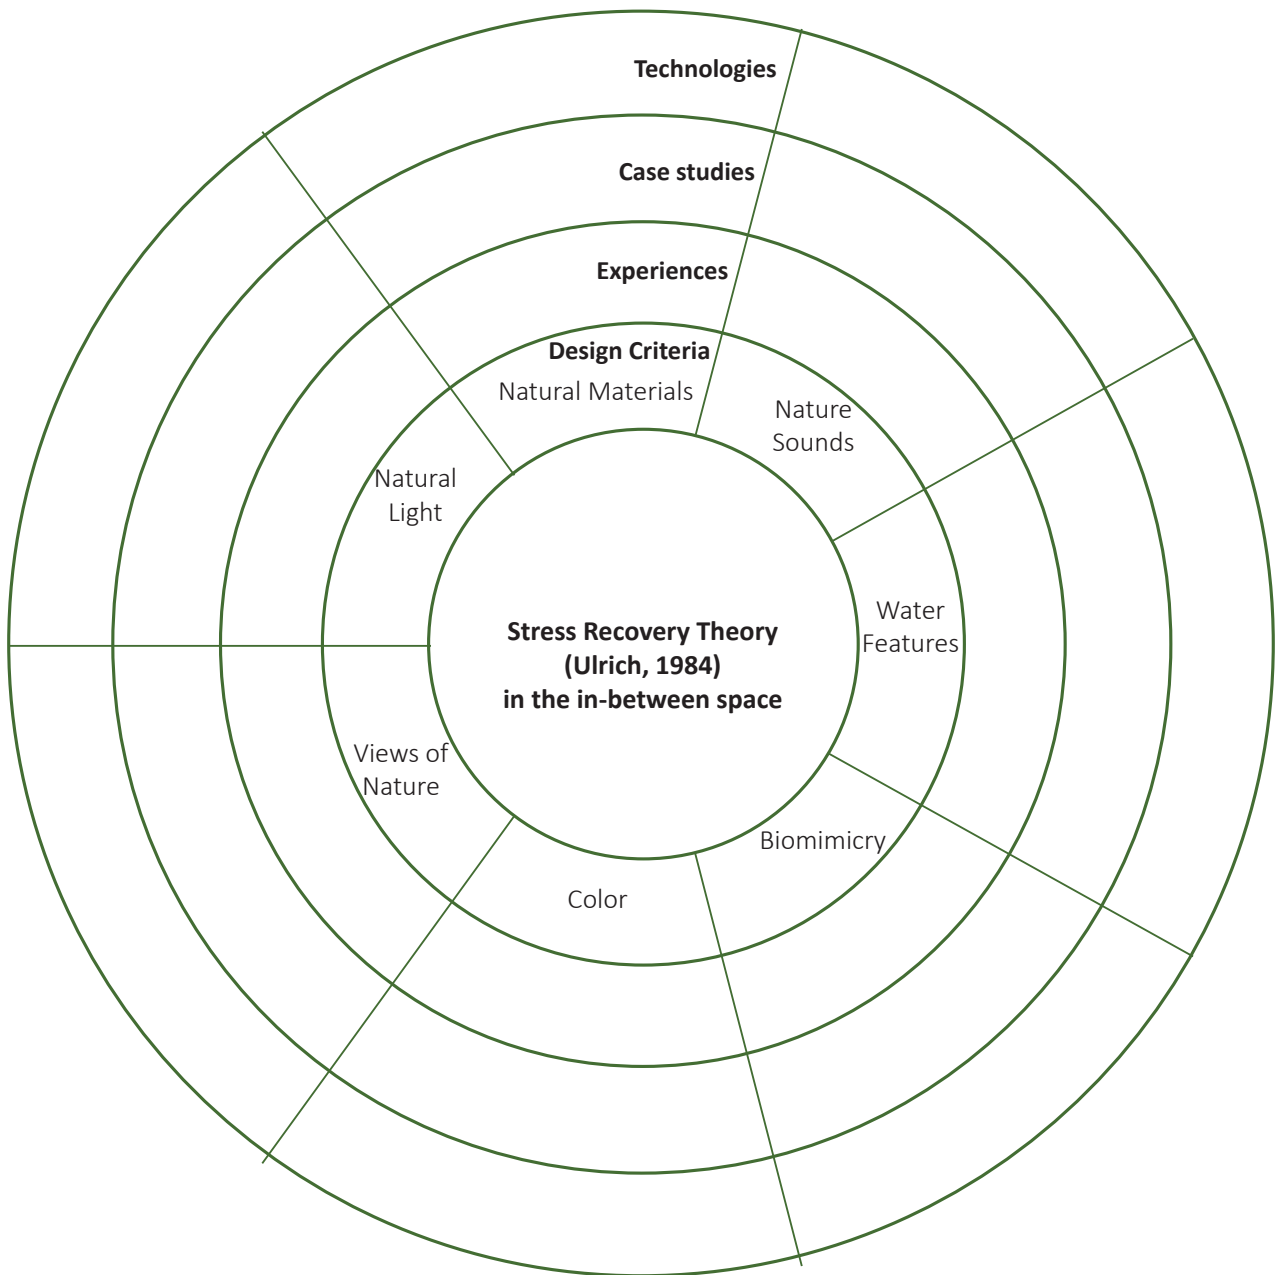 Technologies
Case studies
Experiences
Design Criteria
Natural Materials
Nature
Sounds
Natural
Light
Water
Features
Stress Recovery Theory
(Ulrich, 1984)
in the in-between space
Views of
Nature
Biomimicry
Color